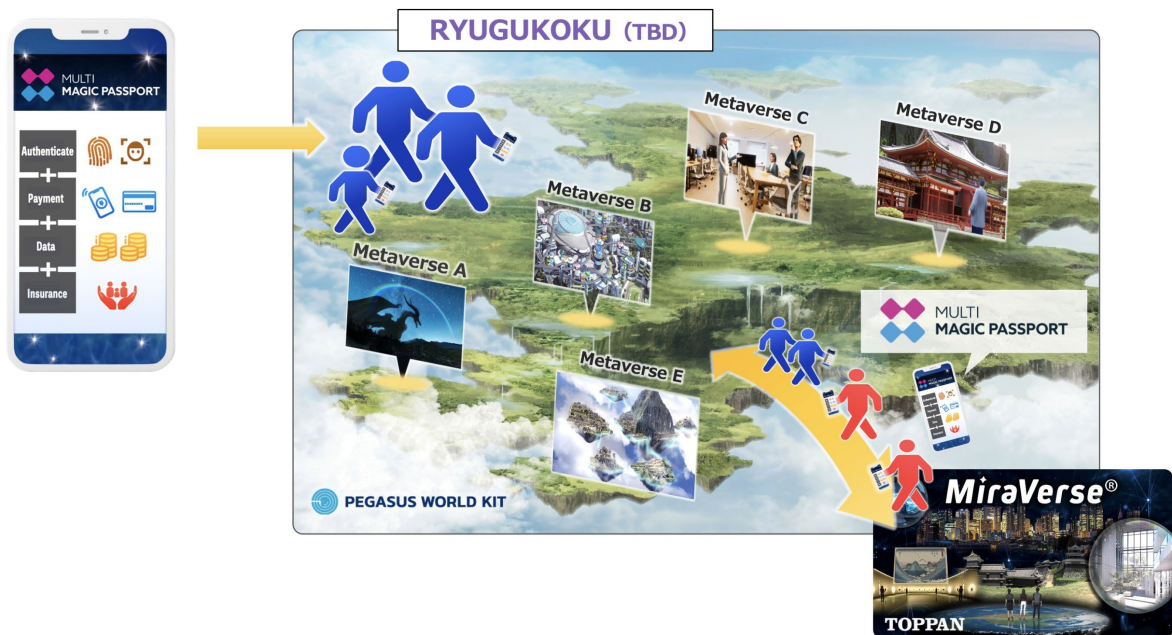 RYUGUKOKU (TBD)
MULTI
MAGIC PASSPORT
Authenticate
+
Payment
+
Data
+
Insurance
Metaverse A
Metaverse B
Metaverse C
Metaverse D
Metaverse E
MULTI
MAGIC PASSPORT
PEGASUS WORLD KIT
MiraVerse®
TOPPAN